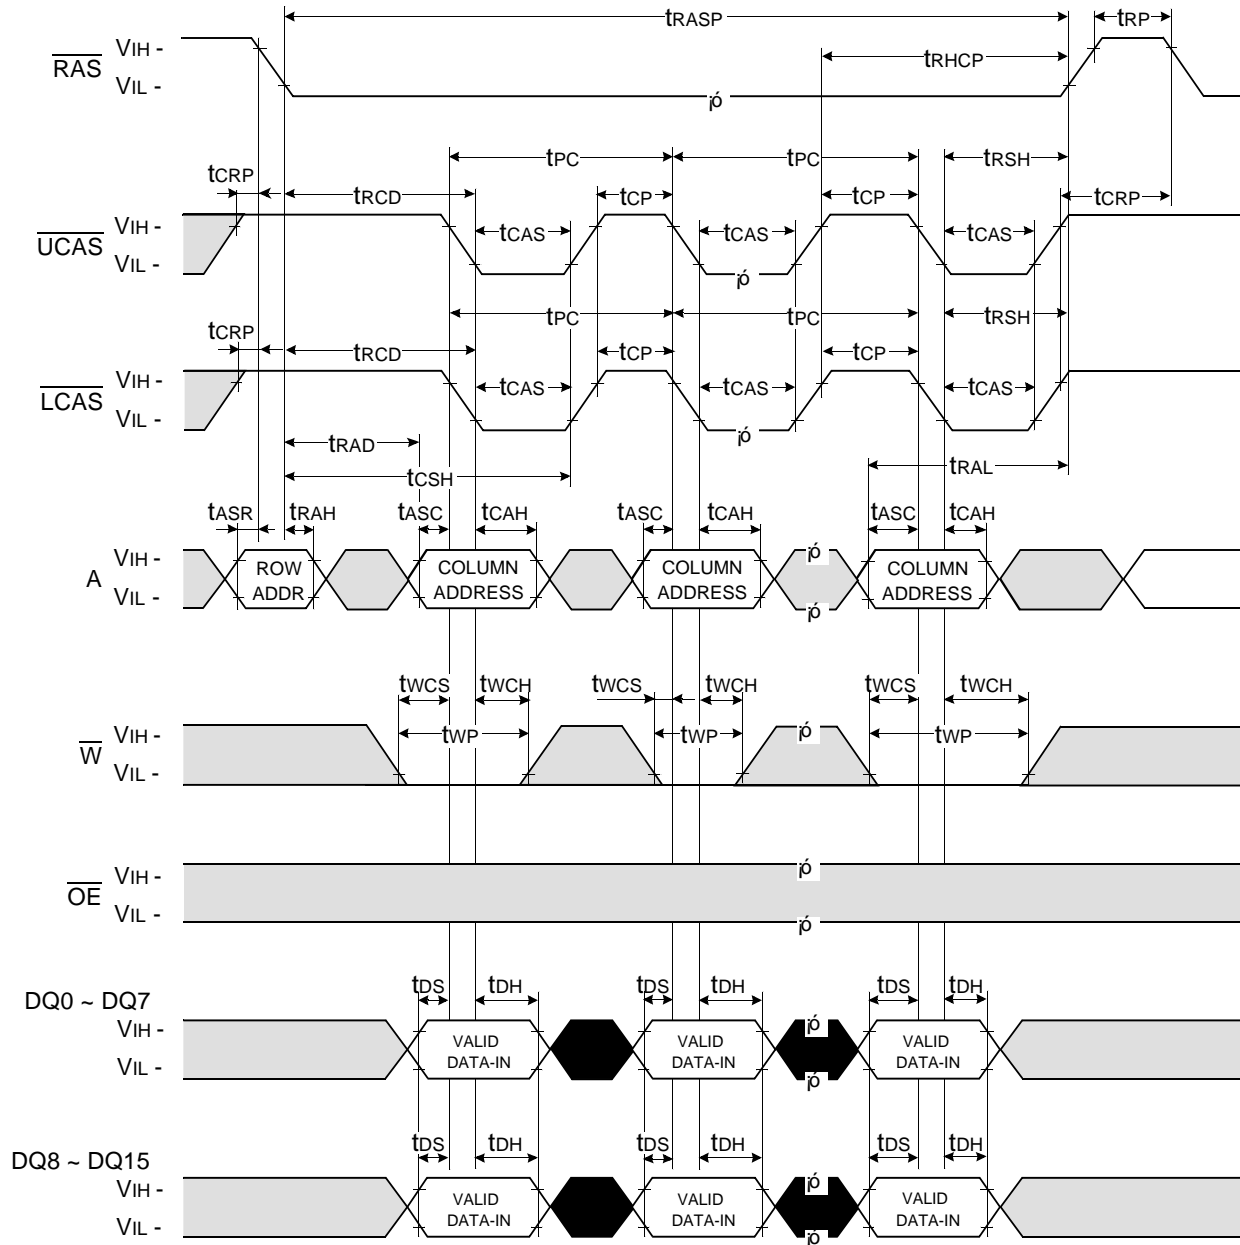 tRASP tRP
RAS VIH - tRHCP
VIL - ¡ó
tPC tPC tRSH
tCRP tRCD tCP tCP tCRP
UCAS VIH - tCAS tCAS tCAS
VIL - ¡ó
tPC tPC tRSH
tCRP tRCD tCP tCP
LCAS VIH - tCAS tCAS tCAS
VIL - ¡ó
tRAD tRAL
tCSH
tASR tRAH tASC tCAH tASC tCAH tASC tCAH
A VIH - ROW COLUMN COLUMN ¡ó COLUMN
VIL - ADDR ADDRESS ADDRESS ¡ó ADDRESS
tWCS tWCH tWCS tWCH tWCS tWCH
W VIH - tWP tWP ¡ó tWP
VIL -
OE VIH - ¡ó
VIL - ¡ó
tDS tDH tDS tDH tDS tDH
DQ0 ~ DQ7
VIH - VALID VALID ¡ó VALID
VIL - DATA-IN DATA-IN ¡ó DATA-IN
tDS tDH tDS tDH tDS tDH
DQ8 ~ DQ15
VIH - VALID VALID ¡ó VALID
VIL - DATA-IN DATA-IN ¡ó DATA-IN